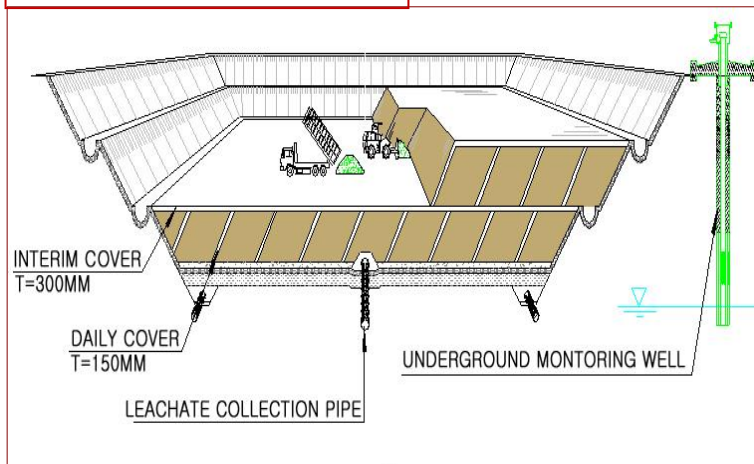 INTERIM COVER
T=300MM
DAILY COVER
T=150MM
UNDERGROUND MONTORING WELL
LEACHATE COLLECTION PIPE